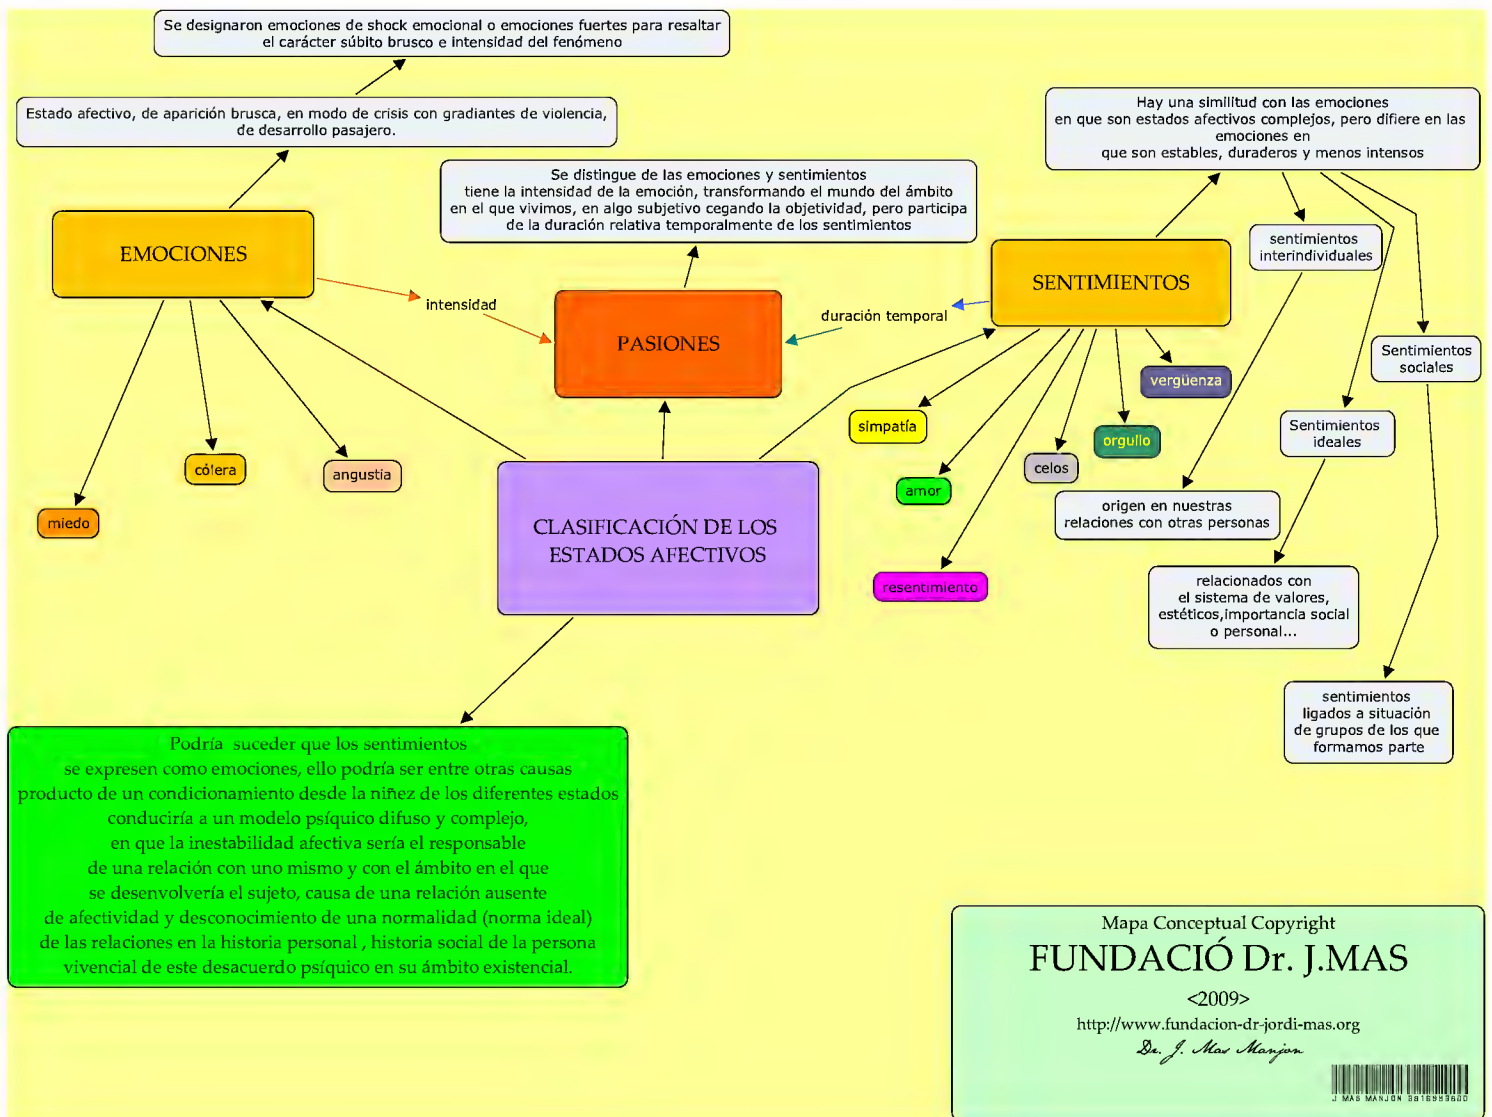 Se designaron emociones de shock emocional o emociones fuertes para resaltar
el carácter súbito brusco e intensidad del fenómeno
Estado afectivo, de aparición brusca, en modo de crisis con gradiantes de violencia,
de desarrollo pasajero.
Hay una similitud con las emociones
en que son estados afectivos complejos, pero difiere en las
emociones en
que son estables, duraderos y menos intensos
Se distingue de las emociones y sentimientos
tiene la intensidad de la emoción, transformando el mundo del ámbito
en el que vivimos, en algo subjetivo cegando la objetividad, pero participa
de la duración relativa temporalmente de los sentimientos
EMOCIONES
SENTIMIENTOS
sentimientos
interindividuales
intensidad
duración temporal
PASIONES
Sentimientos
sociales
vergüenza
simpatía
orgullo
Sentimientos
ideales
cólera
angustia
celos
amor
miedo
origen en nuestras
relaciones con otras personas
CLASIFICACIÓN DE LOS
ESTADOS AFECTIVOS
resentimiento
relacionados con
el sistema de valores,
estéticos,importancia social
o personal...
sentimientos
ligados a situación
de grupos de los que
formamos parte
Podría suceder que los sentimientos
se expresen como emociones, ello podría ser entre otras causas
producto de un condicionamiento desde la niñez de los diferentes estados
conduciría a un modelo psíquico difuso y complejo,
en que la inestabilidad afectiva sería el responsable
de una relación con uno mismo y con el ámbito en el que
se desenvolvería el sujeto, causa de una relación ausente
de afectividad y desconocimiento de una normalidad (norma ideal)
de las relaciones en la historia personal , historia social de la persona
vivencial de este desacuerdo psíquico en su ámbito existencial.
Mapa Conceptual Copyright
FUNDACIÓ Dr. J.MAS
<2009>
http://www.fundacion-dr-jordi-mas.org
Dr. J. Mas Manjon
J MAS MANJON